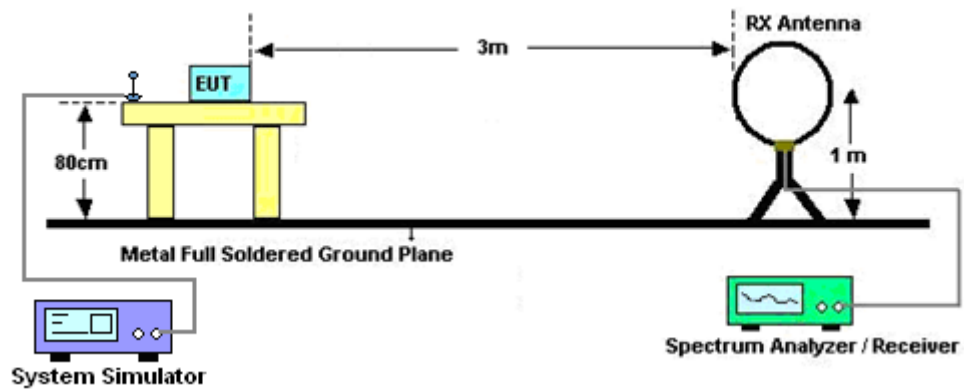 RX Antenna
3m
EUT
80cm
1 m
Metal Full Soldered Ground Plane
Spectrum Analyzer / Receiver
System Simulator